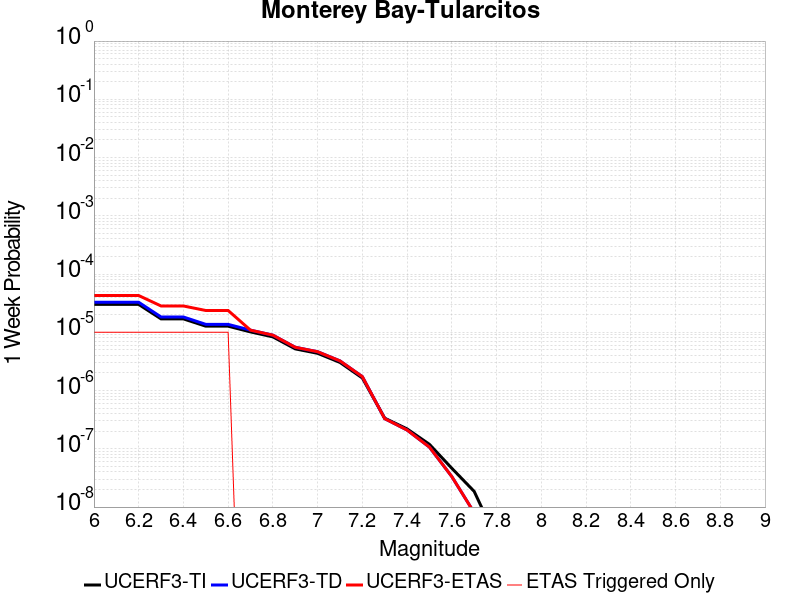 Monterey Bay-Tularcitos
10^0
10^-1
10^-2
10^-3
10^-4
10^-5
10^-6
10^-7
10^-8
1 Week Probability
6 6.2 6.4 6.6 6.8 7 7.2 7.4 7.6 7.8 8 8.2 8.4 8.6 8.8 9
Magnitude
UCERF3-TI UCERF3-TD UCERF3-ETAS ETAS Triggered Only